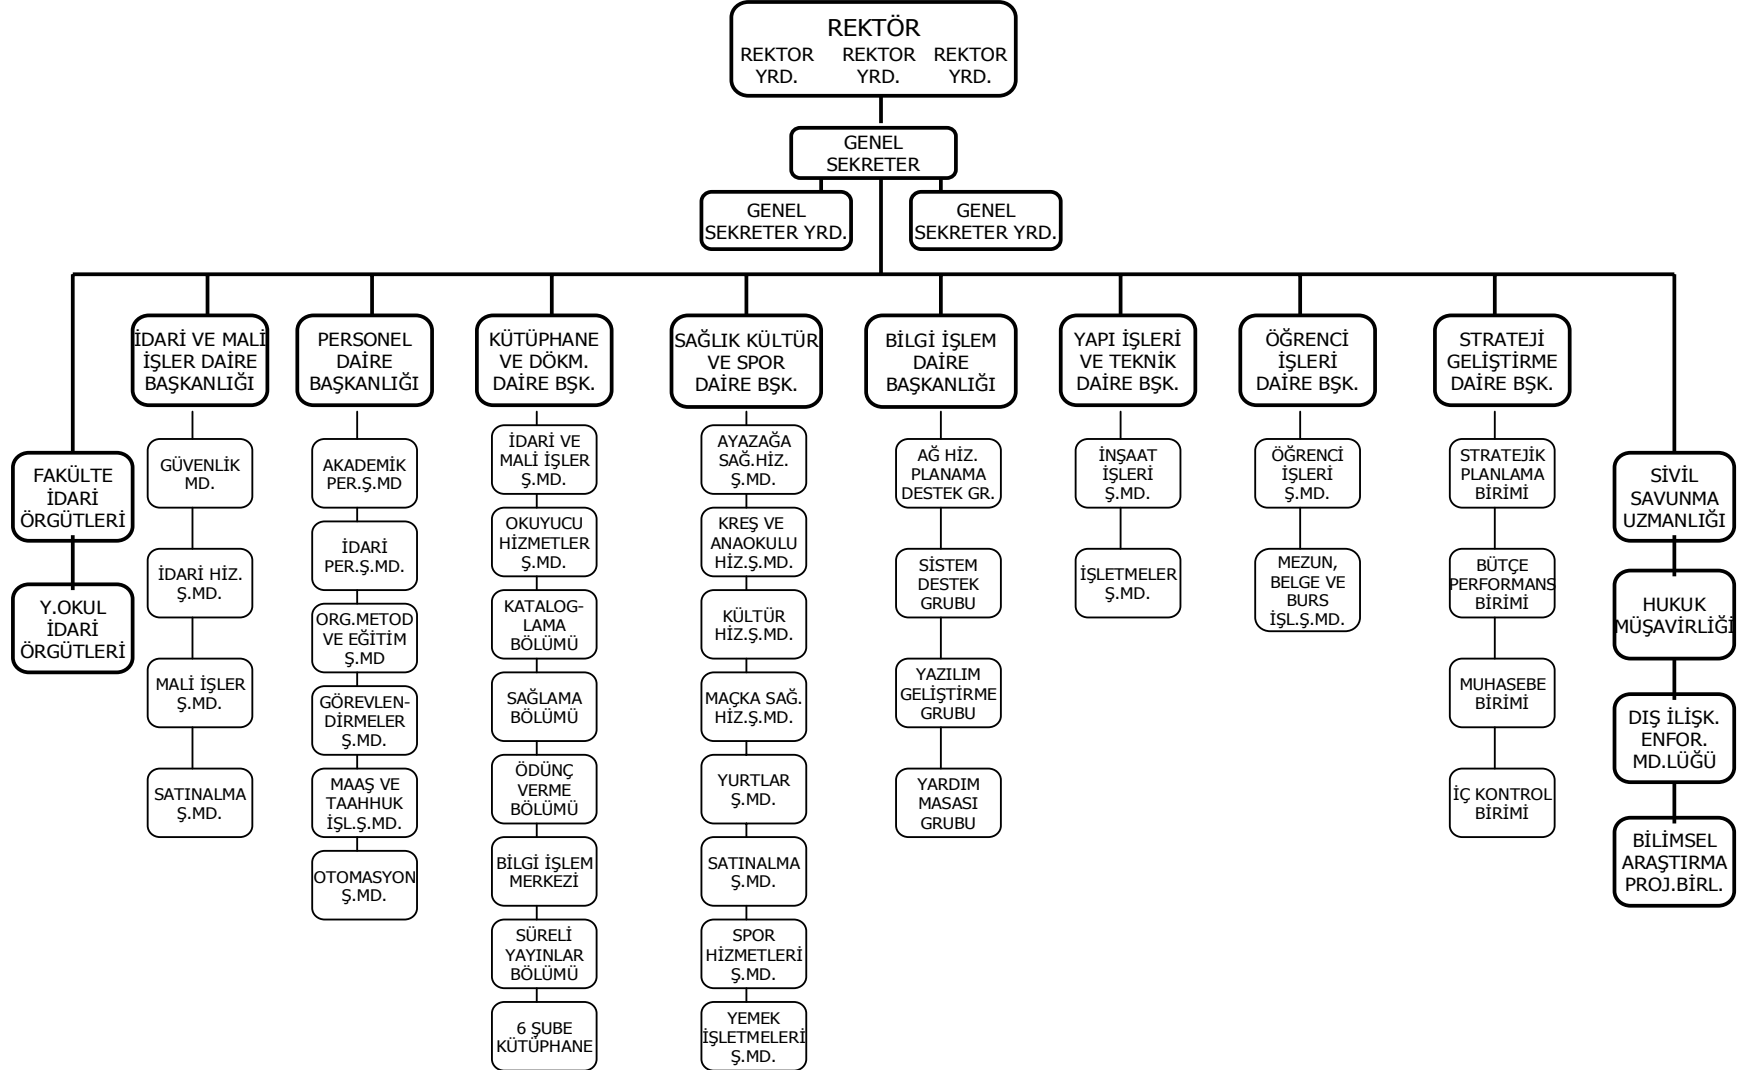 REKTÖR
REKTOR
YRD.
REKTOR
YRD.
REKTOR
YRD.
GENEL
SEKRETER
GENEL
SEKRETER YRD.
GENEL
SEKRETER YRD.
FAKÜLTE
İDARİ
ÖRGÜTLERİ
Y.OKUL
İDARİ
ÖRGÜTLERİ
İDARİ VE MALİ
İŞLER DAİRE
BAŞKANLIĞI
GÜVENLİK
MD.
İDARİ HİZ.
Ş.MD.
MALİ İŞLER
Ş.MD.
SATINALMA
Ş.MD.
PERSONEL
DAİRE
BAŞKANLIĞI
AKADEMİK
PER.Ş.MD
İDARİ
PER.Ş.MD.
ORG.METOD
VE EĞİTİM
Ş.MD
GÖREVLEN-
DİRMELER
Ş.MD.
MAAŞ VE
TAAHHUK
İŞL.Ş.MD.
OTOMASYON
Ş.MD.
KÜTÜPHANE
VE DÖKM.
DAİRE BŞK.
İDARİ VE
MALİ İŞLER
Ş.MD.
OKUYUCU
HİZMETLER
Ş.MD.
KATALOG-
LAMA
BÖLÜMÜ
SAĞLAMA
BÖLÜMÜ
ÖDÜNÇ
VERME
BÖLÜMÜ
BİLGİ İŞLEM
MERKEZİ
SÜRELİ
YAYINLAR
BÖLÜMÜ
6 ŞUBE
KÜTÜPHANE
SAĞLIK KÜLTÜR
VE SPOR
DAİRE BŞK.
AYAZAĞA
SAĞ.HİZ.
Ş.MD.
KREŞ VE
ANAOKULU
HİZ.Ş.MD.
KÜLTÜR
HİZ.Ş.MD.
MAÇKA SAĞ.
HİZ.Ş.MD.
YURTLAR
Ş.MD.
SATINALMA
Ş.MD.
SPOR
HİZMETLERİ
Ş.MD.
YEMEK
İŞLETMELERİ
Ş.MD.
BİLGİ İŞLEM
DAİRE
BAŞKANLIĞI
AĞ HİZ.
PLANAMA
DESTEK GR.
SİSTEM
DESTEK
GRUBU
YAZILIM
GELİŞTİRME
GRUBU
YARDIM
MASASI
GRUBU
YAPI İŞLERİ
VE TEKNİK
DAİRE BŞK.
İNŞAAT
İŞLERİ
Ş.MD.
İŞLETMELER
Ş.MD.
ÖĞRENCİ
İŞLERİ
DAİRE BŞK.
ÖĞRENCİ
İŞLERİ
Ş.MD.
MEZUN,
BELGE VE
BURS
İŞL.Ş.MD.
STRATEJİ
GELİŞTİRME
DAİRE BŞK.
STRATEJİK
PLANLAMA
BİRİMİ
BÜTÇE
PERFORMANS
BİRİMİ
MUHASEBE
BİRİMİ
İÇ KONTROL
BİRİMİ
SİVİL
SAVUNMA
UZMANLIĞI
HUKUK
MÜŞAVİRLİĞİ
DIŞ İLİŞK.
ENFOR.
MD.LÜĞÜ
BİLİMSEL
ARAŞTIRMA
PROJ.BİRL.